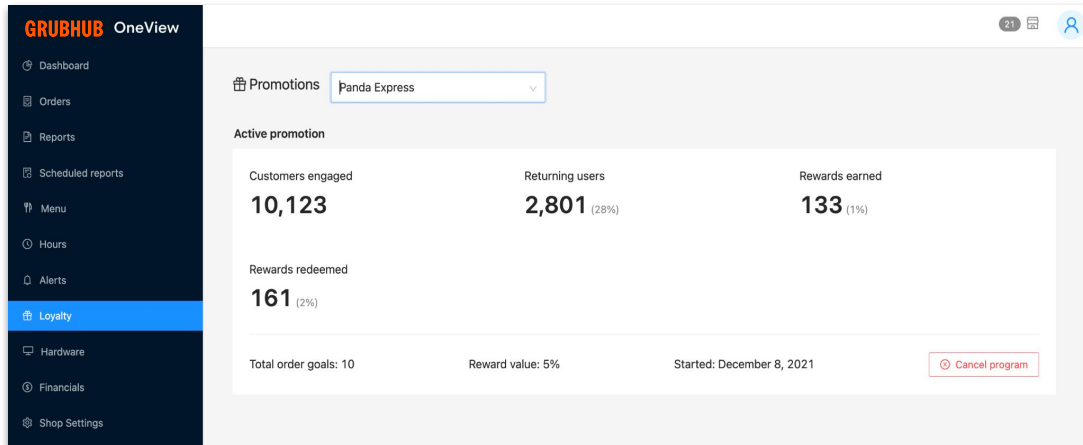 GRUBHUB OneView
21
Dashboard
Orders
Reports
Scheduled reports
Menu
Hours
Alerts
Loyalty
Hardware
Financials
Shop Settings
Promotions
Panda Express
Active promotion
Customers engaged
10,123
Returning users
2,801 (28%)
Rewards earned
133 (1%)
Rewards redeemed
161 (2%)
Total order goals: 10
Reward value: 5%
Started: December 8, 2021
Cancel program